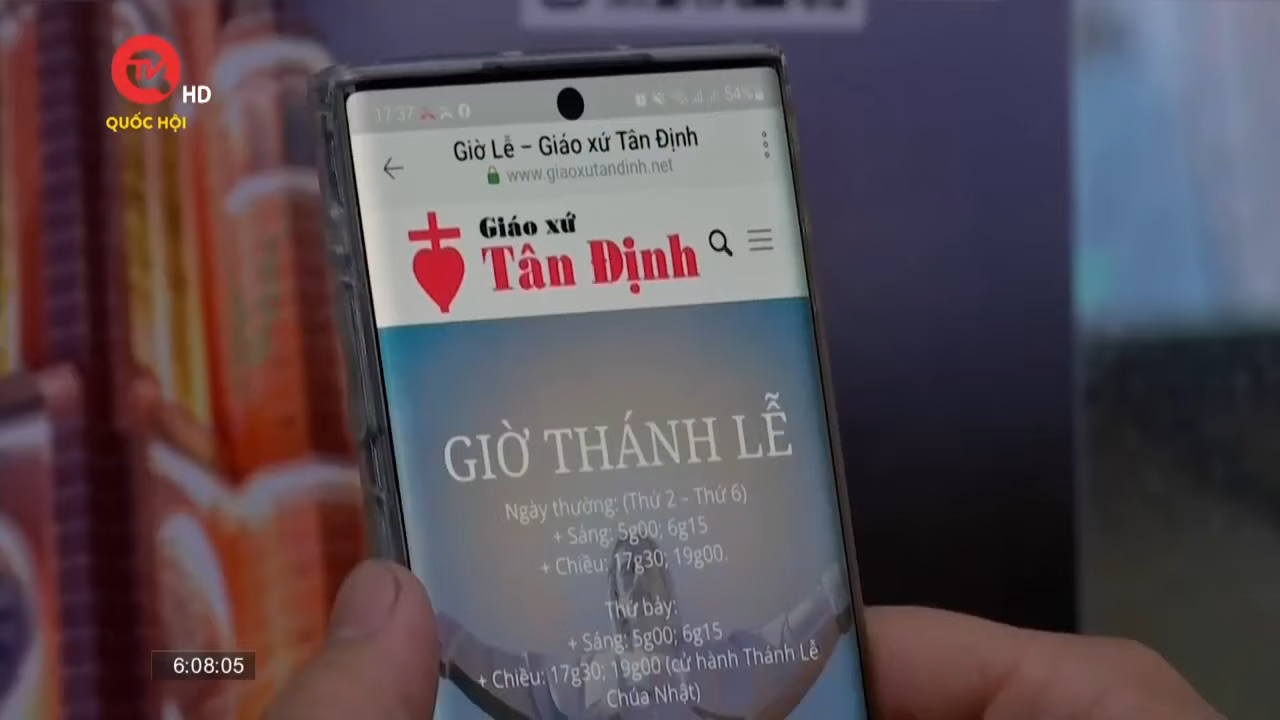 HD
QUỐC HỘI
17:37
54%
Giờ Lễ – Giáo xứ Tân Định
www.giaoxutandinh.net
Giáo xứ
Tân Định
GIỜ THÁNH LỄ
Ngày thường: (Thứ 2 – Thứ 6)
+ Sáng: 5g00; 6g15
+ Chiều: 17g30; 19g00.
Thứ bảy:
+ Sáng: 5g00; 6g15
+ Chiều: 17g30; 19g00 (cử hành Thánh Lễ
Chúa Nhật)
6:08:05